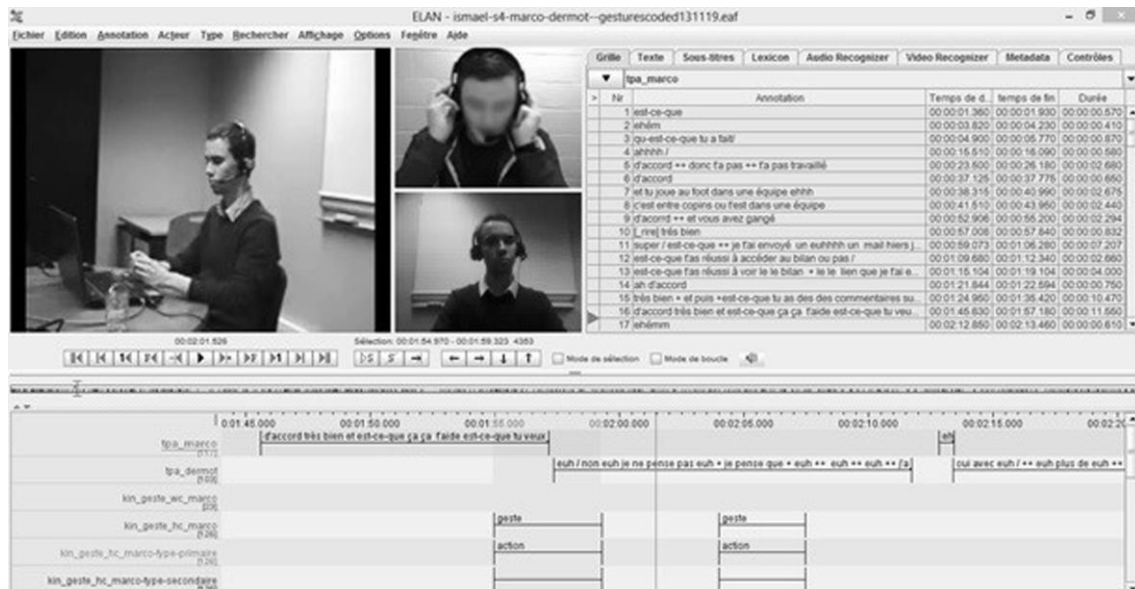 ELAN - ismael-s4-marco-dermot--gesturescoded131119.eaf
Fichier Edition Annotation Acteur Type Rechercher Affichage Options Fenêtre Aide
Grille Texte Sous-titres Lexicon Audio Recognizer Video Recognizer Metadata Contrôles
tpa_marco
> Nr Annotation Temps de d... temps de fin Durée
1 est-ce-que 00:00:01.360 00:00:01.930 00:00:00.570
2 ehém 00:00:03.820 00:00:04.230 00:00:00.410
3 qu-est-ce-que tu a fait/ 00:00:04.900 00:00:05.770 00:00:00.870
4 ahhhh / 00:00:15.510 00:00:16.090 00:00:00.580
5 d'accord ++ donc t'a pas ++ t'a pas travaillé 00:00:23.500 00:00:26.180 00:00:02.680
6 d'accord 00:00:37.125 00:00:37.775 00:00:00.650
7 et tu joue au foot dans une équipe ehhh 00:00:38.315 00:00:40.990 00:00:02.675
8 c'est entre copins ou t'est dans une équipe 00:00:41.510 00:00:43.950 00:00:02.440
9 d'acorrd ++ et vous avez gangé 00:00:52.906 00:00:55.200 00:00:02.294
10 [_rire] très bien 00:00:57.008 00:00:57.840 00:00:00.832
11 super / est-ce-que ++ je t'ai envoyé un euhhhh un mail hiers j... 00:00:59.073 00:01:06.280 00:00:07.207
12 est-ce-que t'as réussi à accéder au bilan ou pas / 00:01:09.680 00:01:12.340 00:00:02.660
13 est-ce-que t'as réussi à voir le le bilan + le le lien que je t'ai e... 00:01:15.104 00:01:19.104 00:00:04.000
14 ah d'accord 00:01:21.844 00:01:22.594 00:00:00.750
15 très bien + et puis +est-ce-que tu as des des commentaires su... 00:01:24.950 00:01:35.420 00:00:10.470
16 d'accord très bien et est-ce-que ça ça t'aide est-ce-que tu veu... 00:01:45.630 00:01:57.180 00:00:11.550
17 ehémm 00:02:12.850 00:02:13.460 00:00:00.610
00:02:01.526
Sélection: 00:01:54.970 - 00:01:59.323 4353
Mode de sélection Mode de boucle
0:01:45.000 00:01:50.000 00:01:55.000 00:02:00.000 00:02:05.000 00:02:10.000 00:02:15.000 00:02:20
tpa_marco
d'accord très bien et est-ce-que ça ça t'aide est-ce-que tu veux
eh
tpa_dermot
[103]
euh / non euh je ne pense pas euh + je pense que + euh ++ euh ++ euh ++ j'a
oui avec euh / ++ euh plus de euh ++
kin_geste_wc_marco
kin_geste_hc_marco
[126]
geste geste
kin_geste_hc_marco-type-primaire
[126]
action action
kin_geste_hc_marco-type-secondaire